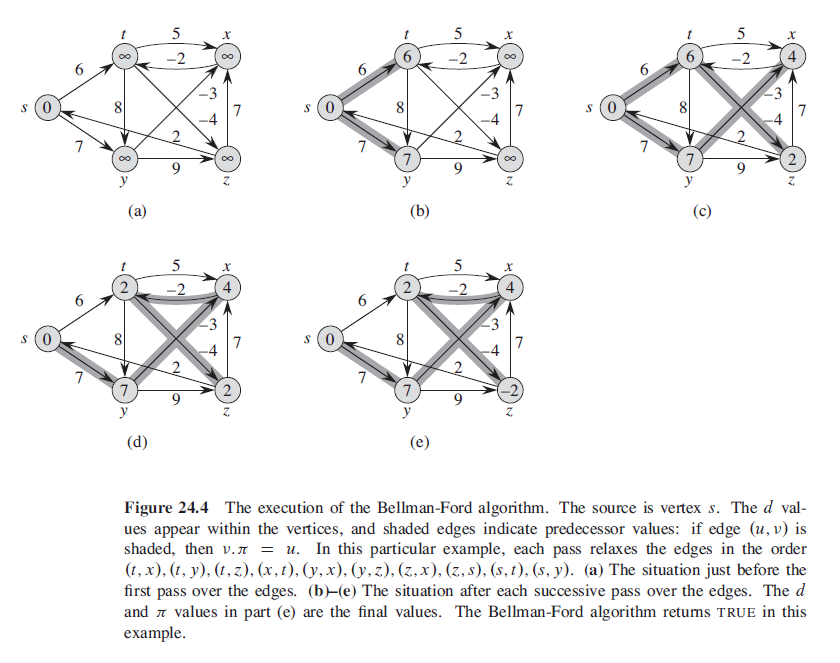 t 5 x
∞ −2 ∞
6
−3
s 0 8 7
−4
7 2
∞ 9 ∞
y z
(a)
t 5 x
6 −2 ∞
6
−3
s 0 8 7
−4
7 2
7 9 ∞
y z
(b)
t 5 x
6 −2 4
6
−3
s 0 8 7
−4
7 2
7 9 2
y z
(c)
t 5 x
2 −2 4
6
−3
s 0 8 7
−4
7 2
7 9 2
y z
(d)
t 5 x
2 −2 4
6
−3
s 0 8 7
−4
7 2
7 9 −2
y z
(e)
Figure 24.4 The execution of the Bellman-Ford algorithm. The source is vertex s. The d val-
ues appear within the vertices, and shaded edges indicate predecessor values: if edge (u, v) is
shaded, then v.π = u. In this particular example, each pass relaxes the edges in the order
(t, x), (t, y), (t, z), (x, t), (y, x), (y, z), (z, x), (z, s), (s, t), (s, y). (a) The situation just before the
first pass over the edges. (b)–(e) The situation after each successive pass over the edges. The d
and π values in part (e) are the final values. The Bellman-Ford algorithm returns TRUE in this
example.